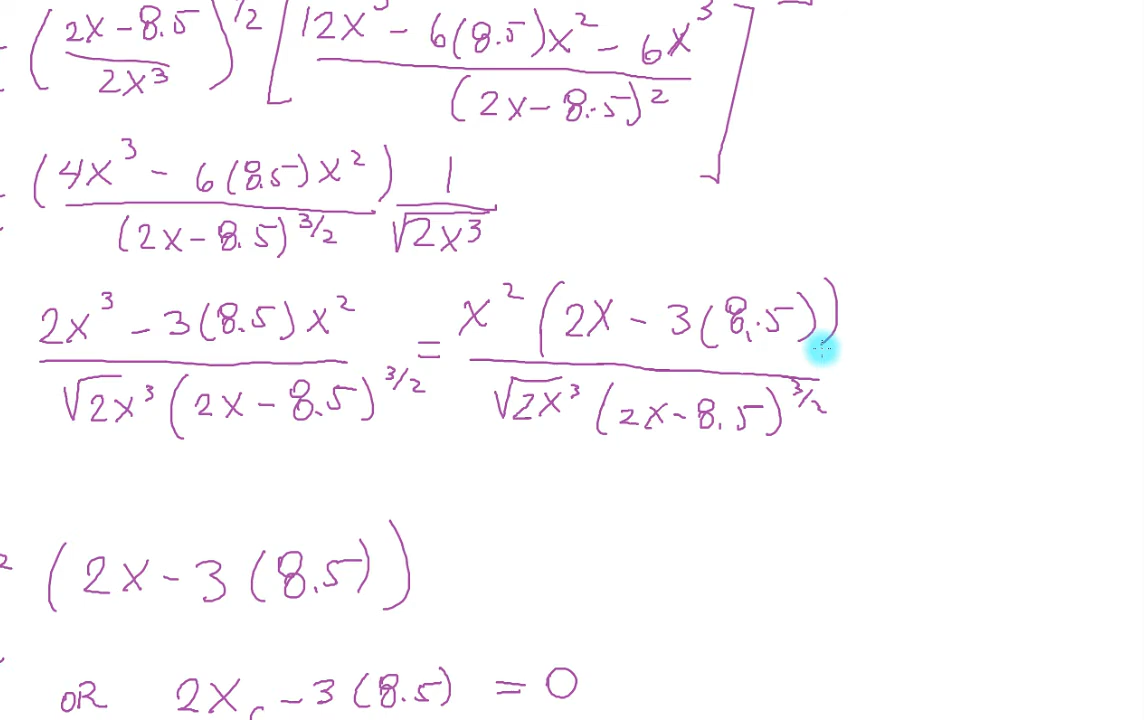 (2x-8.5 / 2x³)^1/2 [12x³ - 6(8.5)x² - 6x³ / (2x-8.5)²]
(4x³ - 6(8.5)x²) / (2x-8.5)^3/2 1 / √2x³
2x³ - 3(8.5)x² / √2x³ (2x-8.5)^3/2 = x² (2x - 3(8.5)) / √2x³ (2x-8.5)^3/2
² (2x-3(8.5))
OR 2x -3(8.5) = 0